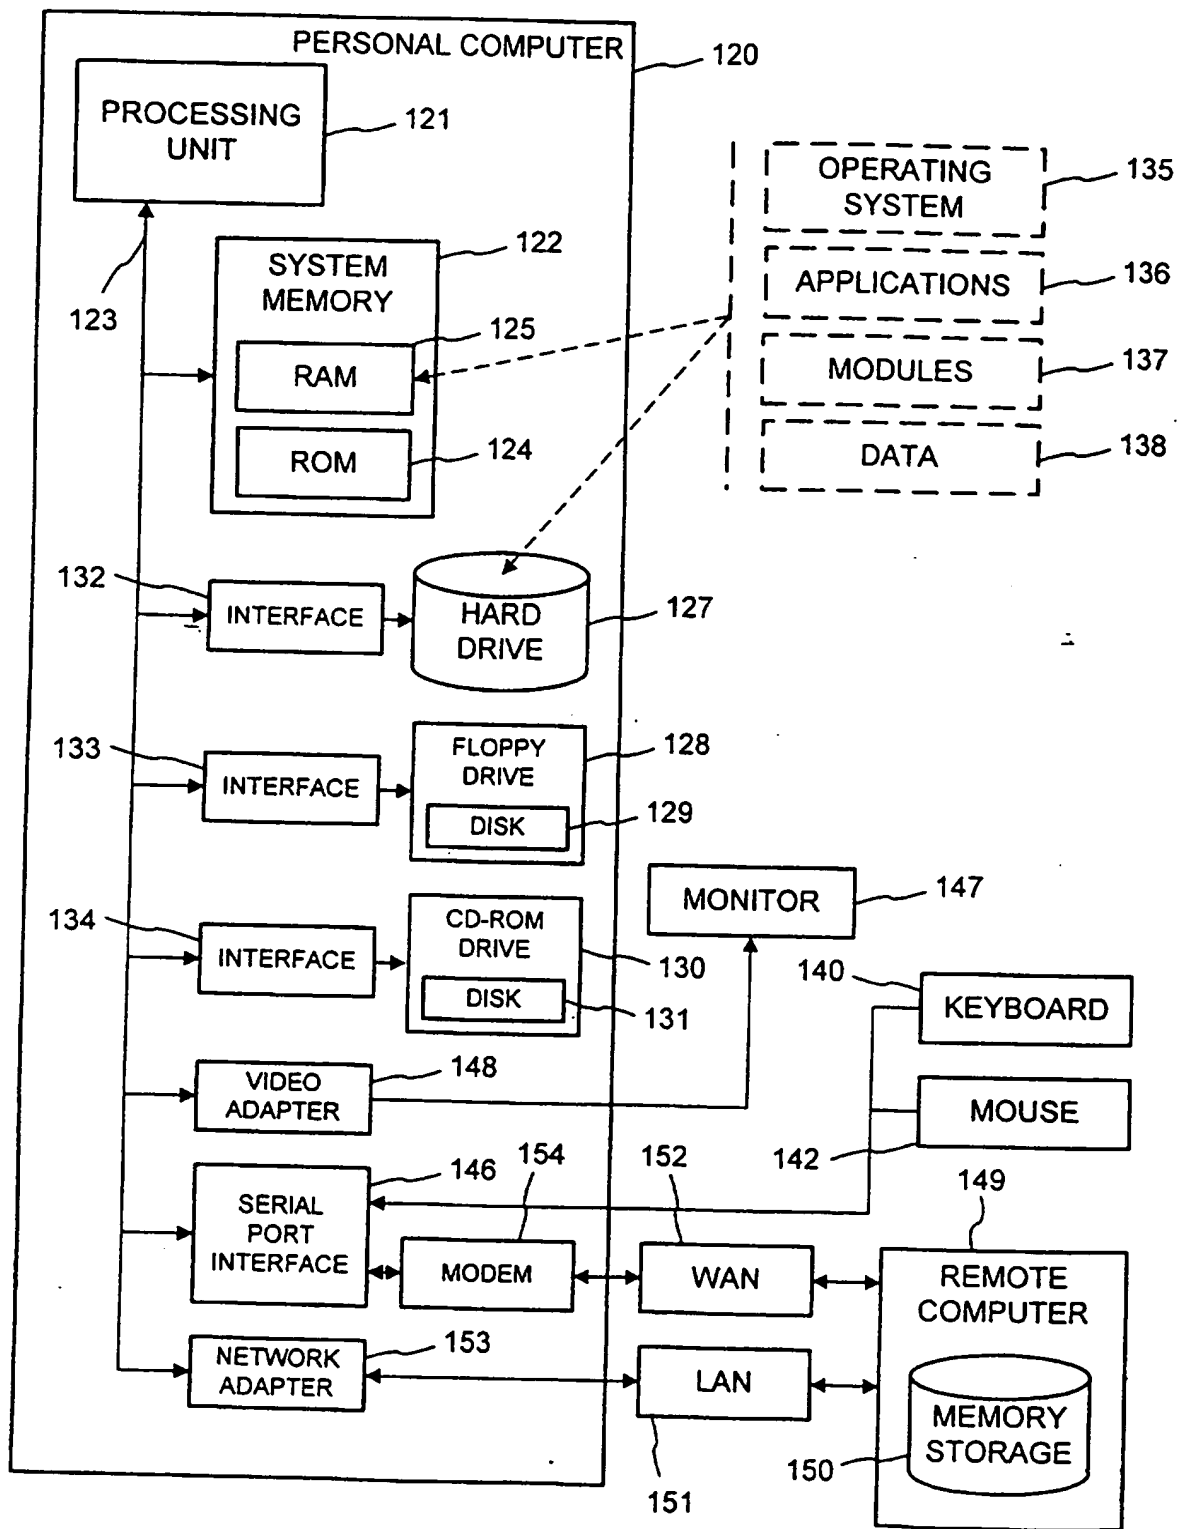 PERSONAL COMPUTER
120
PROCESSING
UNIT
121
123
SYSTEM
MEMORY
122
RAM
125
ROM
124
OPERATING
SYSTEM
135
APPLICATIONS
136
MODULES
137
DATA
138
132
INTERFACE
HARD
DRIVE
127
133
INTERFACE
FLOPPY
DRIVE
128
DISK
129
134
INTERFACE
CD-ROM
DRIVE
130
DISK
131
MONITOR
147
140
KEYBOARD
MOUSE
142
VIDEO
ADAPTER
148
SERIAL
PORT
INTERFACE
146
154
MODEM
152
WAN
149
REMOTE
COMPUTER
NETWORK
ADAPTER
153
LAN
151
MEMORY
STORAGE
150